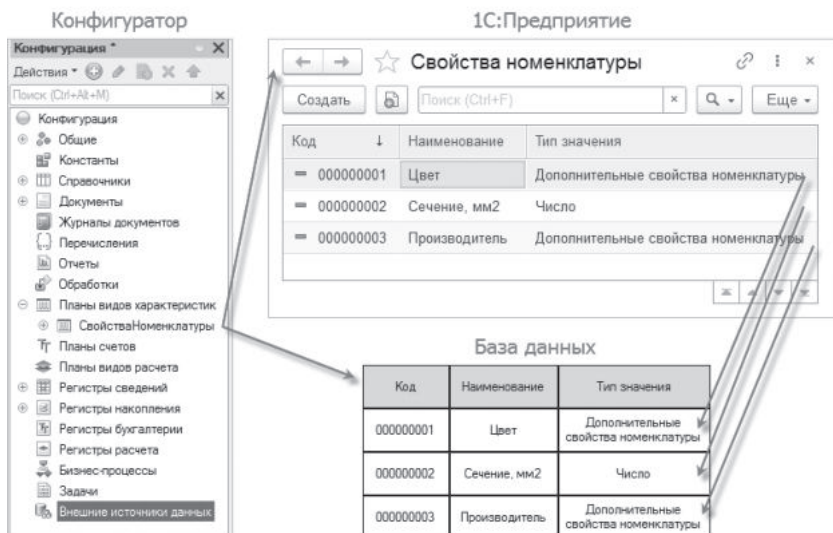 Конфигуратор
Конфигурация *
Действия
Поиск (Ctrl+Alt+M)
Конфигурация
Общие
Константы
Справочники
Документы
Журналы документов
Перечисления
Отчеты
Обработки
Планы видов характеристик
СвойстваНоменклатуры
Планы счетов
Планы видов расчета
Регистры сведений
Регистры накопления
Регистры бухгалтерии
Регистры расчета
Бизнес-процессы
Задачи
Внешние источники данных
1С:Предприятие
Свойства номенклатуры
Создать Поиск (Ctrl+F) Еще
Код Наименование Тип значения
000000001 Цвет Дополнительные свойства номенклатуры
000000002 Сечение, мм2 Число
000000003 Производитель Дополнительные свойства номенклатуры
База данных
Код Наименование Тип значения
000000001 Цвет Дополнительные
свойства номенклатуры
000000002 Сечение, мм2 Число
000000003 Производитель Дополнительные
свойства номенклатуры